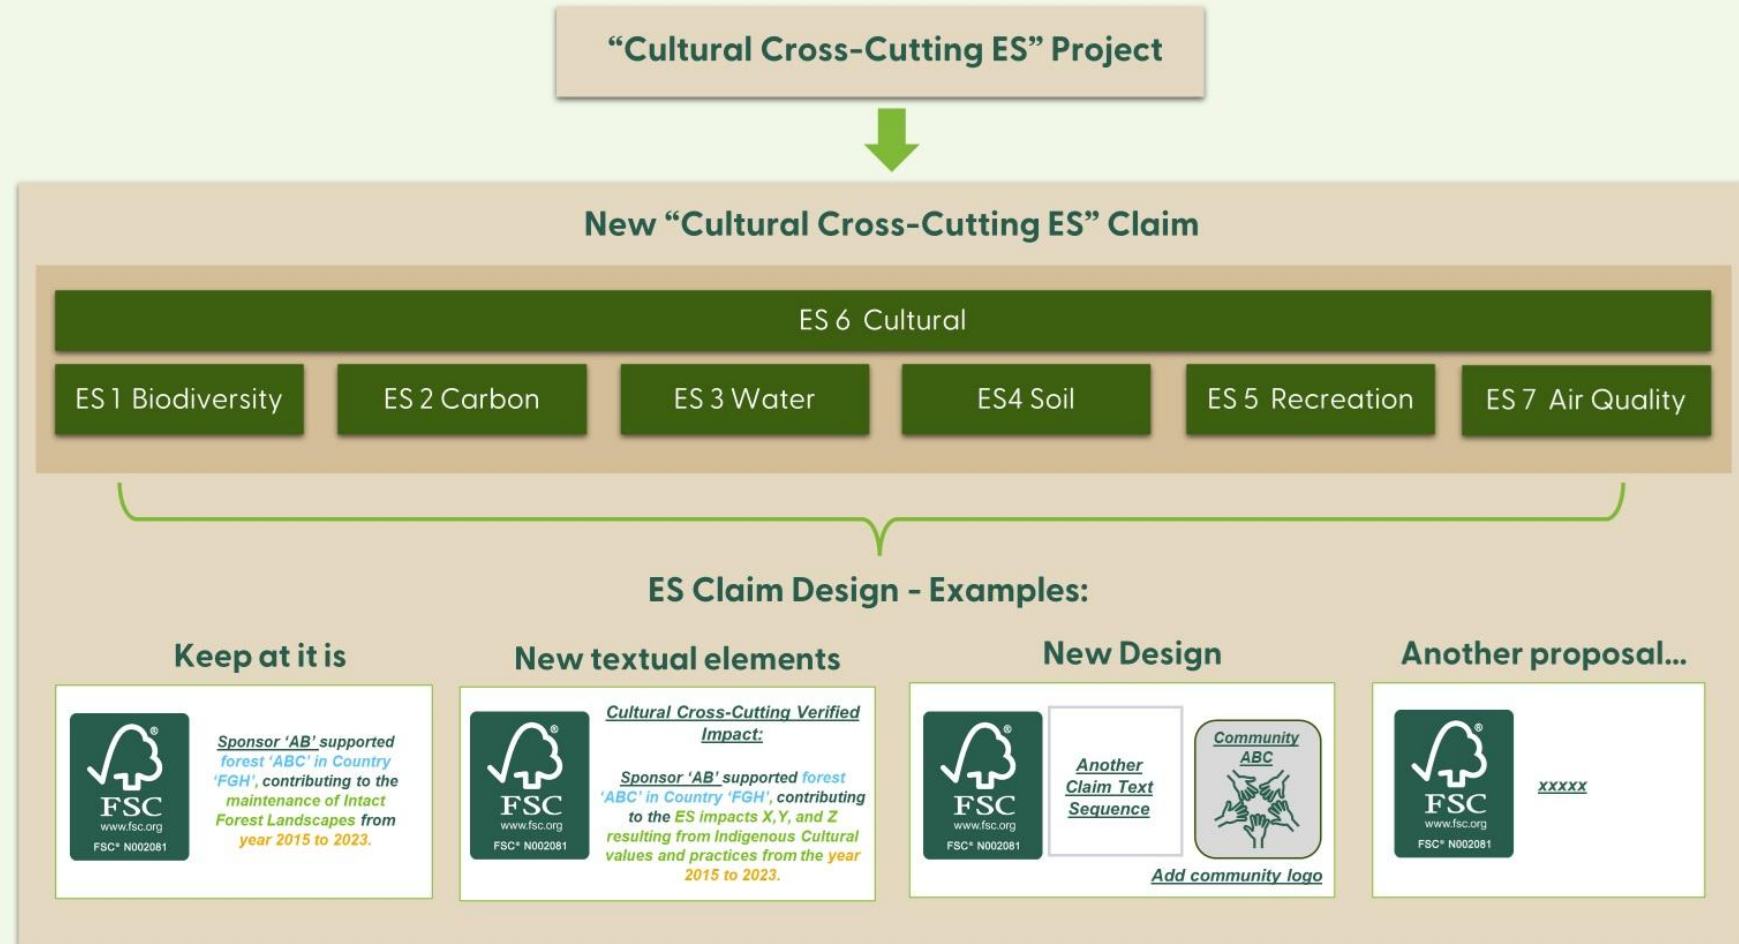 “Cultural Cross-Cutting ES” Project
New “Cultural Cross-Cutting ES” Claim
ES 6 Cultural
ES 1 Biodiversity
ES 2 Carbon
ES 3 Water
ES4 Soil
ES 5 Recreation
ES 7 Air Quality
ES Claim Design - Examples:
Keep at it is
®
FSC
www.fsc.org
FSC® N002081
Sponsor ‘AB’ supported
forest ‘ABC’ in Country
‘FGH’, contributing to the
maintenance of Intact
Forest Landscapes from
year 2015 to 2023.
New textual elements
®
FSC
www.fsc.org
FSC® N002081
Cultural Cross-Cutting Verified
Impact:
Sponsor ‘AB’ supported forest
‘ABC’ in Country ‘FGH’, contributing
to the ES impacts X,Y, and Z
resulting from Indigenous Cultural
values and practices from the year
2015 to 2023.
New Design
®
FSC
www.fsc.org
FSC® N002081
Another
Claim Text
Sequence
Community
ABC
Add community logo
Another proposal...
®
FSC
www.fsc.org
FSC® N002081
xxxxx